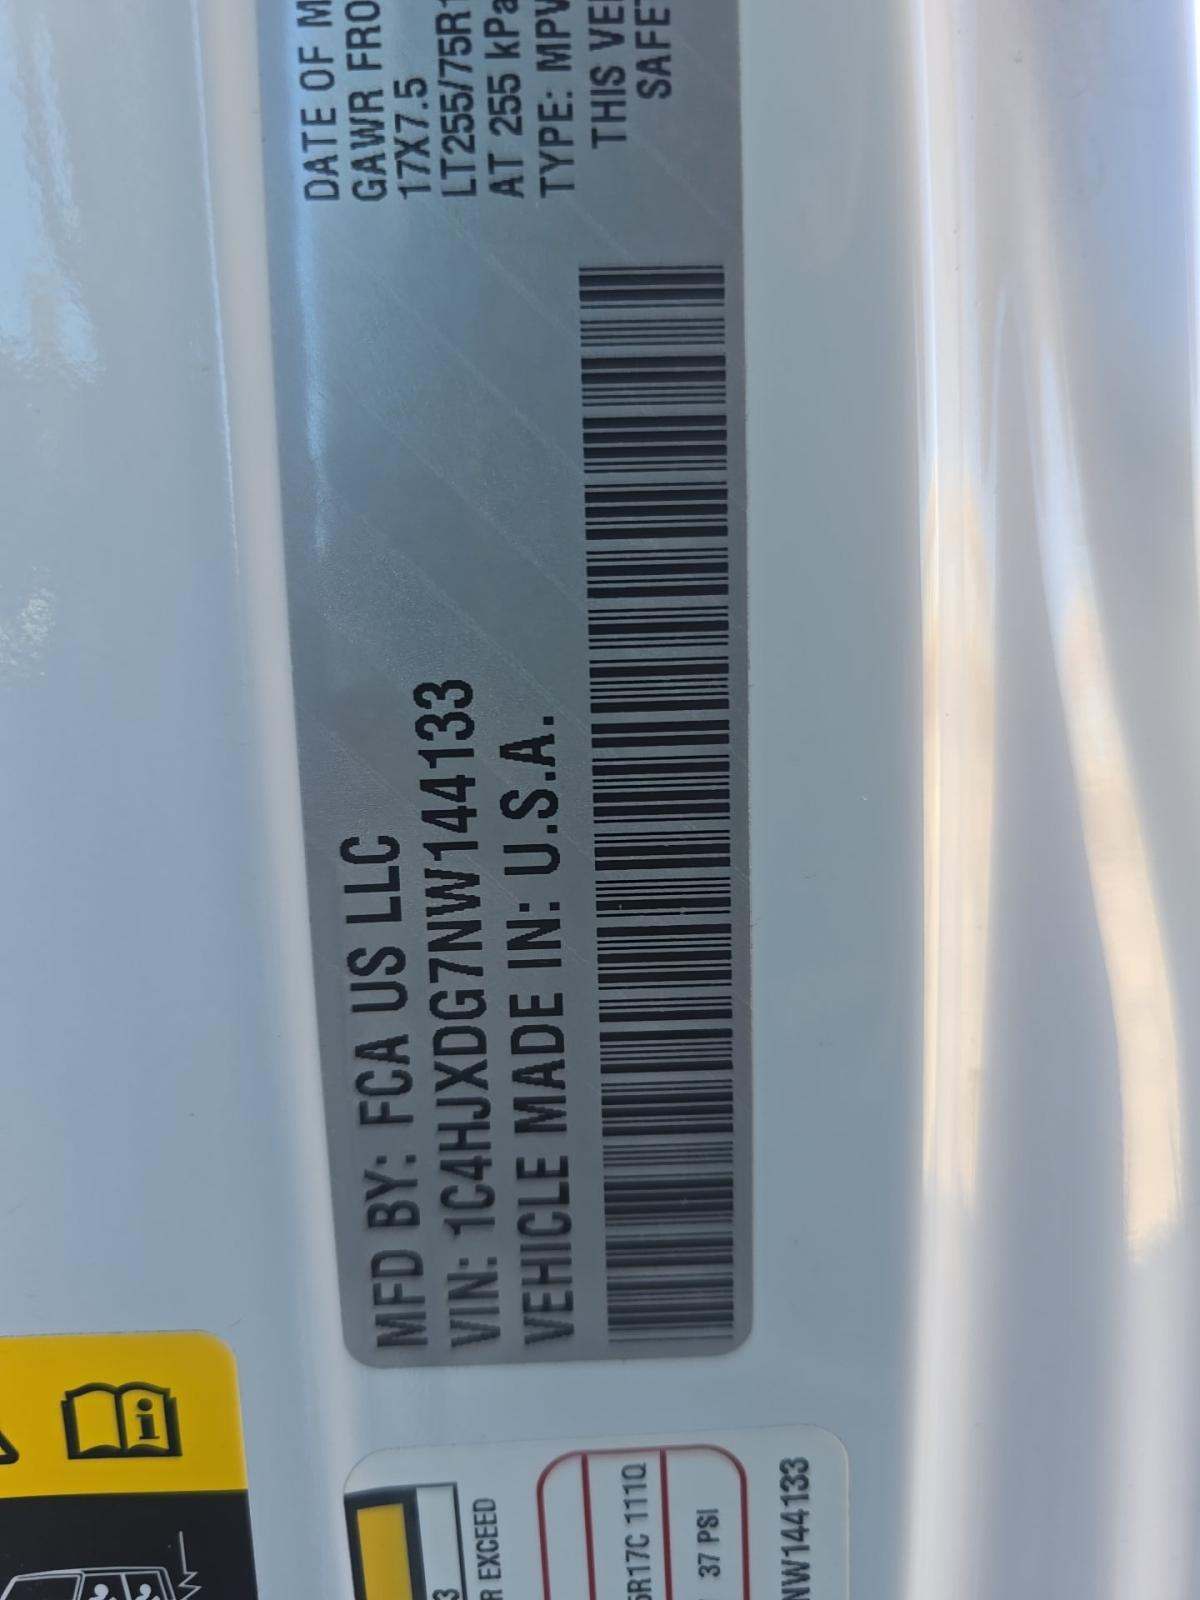 MFD BY: FCA US LLC
VIN: 1C4HJXDG7NW144133
VEHICLE MADE IN: U.S.A.
DATE OF M
GAWR FRO
17X7.5
LT255/75R1
AT 255 kPa
TYPE: MPV
THIS VE
SAFE
3
R EXCEED
5R17C 111Q
37 PSI
NW144133
i